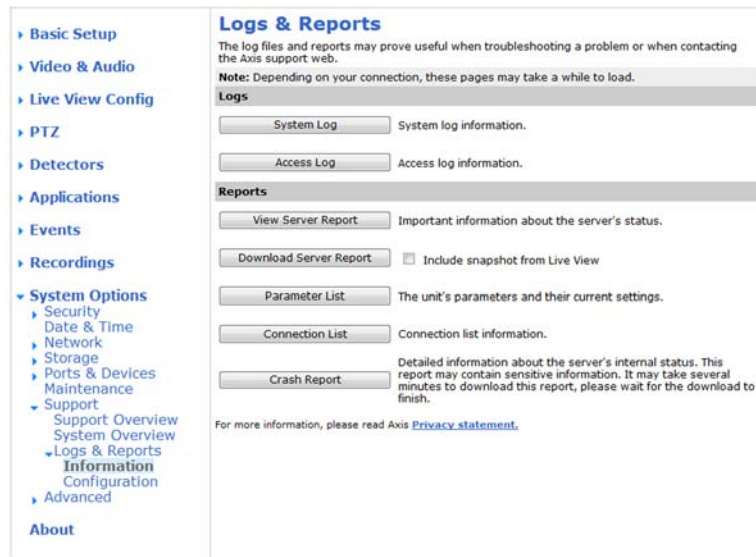 Basic Setup
Video & Audio
Live View Config
PTZ
Detectors
Applications
Events
Recordings
System Options
Security
Date & Time
Network
Storage
Ports & Devices
Maintenance
Support
Support Overview
System Overview
Logs & Reports
Information
Configuration
Advanced
About
Logs & Reports
The log files and reports may prove useful when troubleshooting a problem or when contacting
the Axis support web.
Note: Depending on your connection, these pages may take a while to load.
Logs
System Log System log information.
Access Log Access log information.
Reports
View Server Report Important information about the server's status.
Download Server Report Include snapshot from Live View
Parameter List The unit's parameters and their current settings.
Connection List Connection list information.
Crash Report
Detailed information about the server's internal status. This
report may contain sensitive information. It may take several
minutes to download this report, please wait for the download to
finish.
For more information, please read Axis Privacy statement.